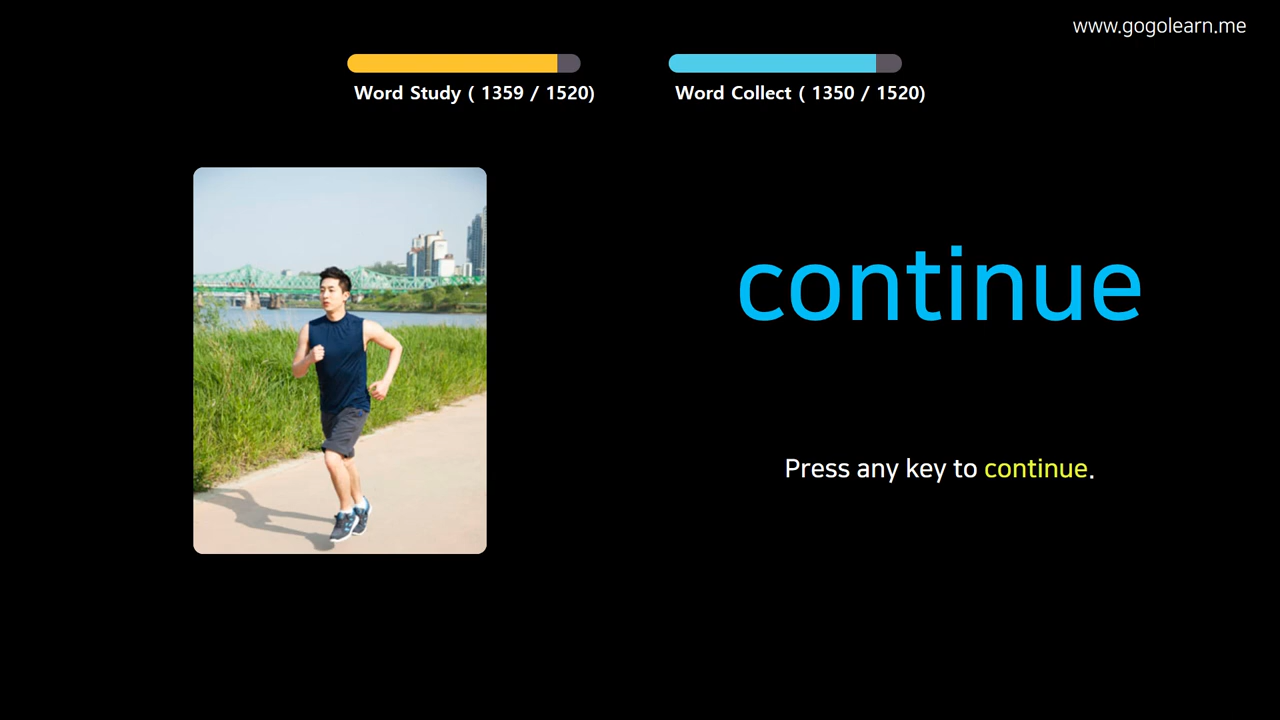 www.gogolearn.me
Word Study ( 1359 / 1520)
Word Collect ( 1350 / 1520)
continue
Press any key to continue.